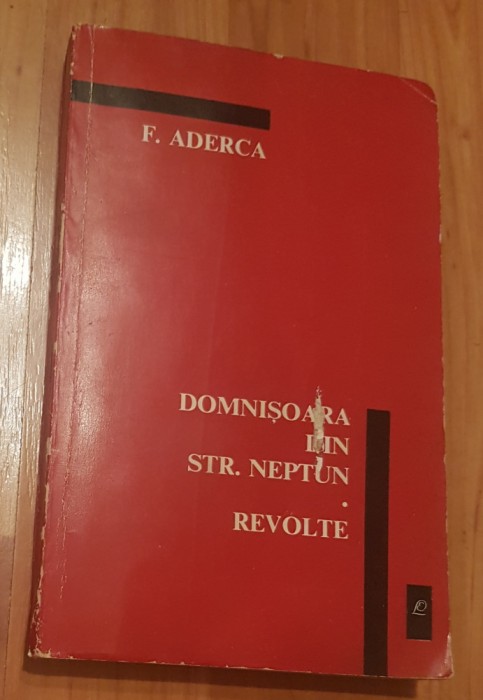 F. ADERCA
DOMNIȘOARA
DIN
STR. NEPTUN
•
REVOLTE